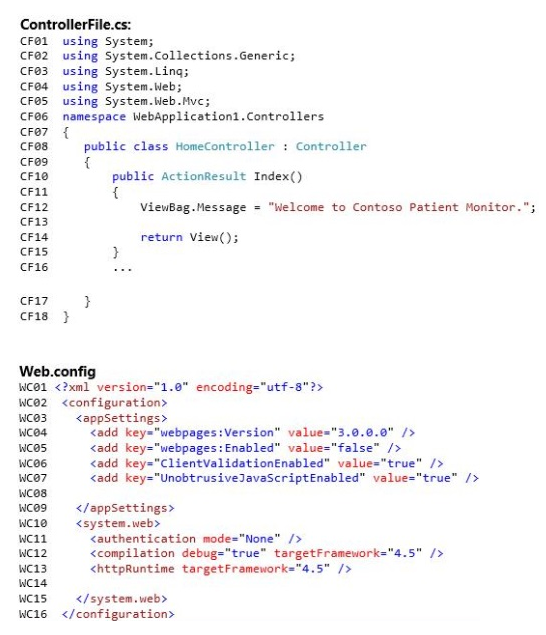 ControllerFile.cs:
CF01 using System;
CF02 using System.Collections.Generic;
CF03 using System.Linq;
CF04 using System.Web;
CF05 using System.Web.Mvc;
CF06 namespace WebApplication1.Controllers
CF07 {
CF08 public class HomeController : Controller
CF09 {
CF10 public ActionResult Index()
CF11 {
CF12 ViewBag.Message = "Welcome to Contoso Patient Monitor.";
CF13
CF14 return View();
CF15 }
CF16 ...
CF17 }
CF18 }
Web.config
WC01 <?xml version="1.0" encoding="utf-8"?>
WC02 <configuration>
WC03 <appSettings>
WC04 <add key="webpages:Version" value="3.0.0.0" />
WC05 <add key="webpages:Enabled" value="false" />
WC06 <add key="ClientValidationEnabled" value="true" />
WC07 <add key="UnobtrusiveJavaScriptEnabled" value="true" />
WC08
WC09 </appSettings>
WC10 <system.web>
WC11 <authentication mode="None" />
WC12 <compilation debug="true" targetFramework="4.5" />
WC13 <httpRuntime targetFramework="4.5" />
WC14
WC15 </system.web>
WC16 </configuration>